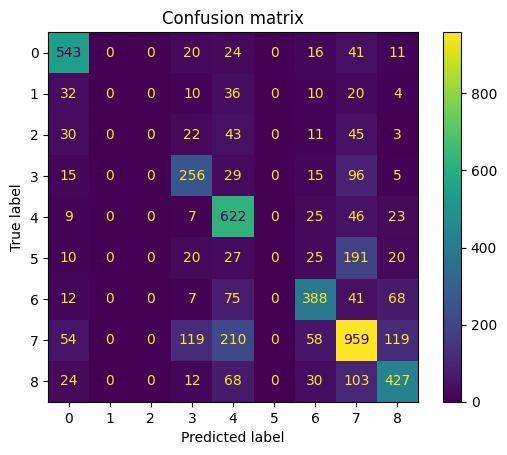 Confusion matrix
0 543 0 0 20 24 0 16 41 11
1 32 0 0 10 36 0 10 20 4
2 30 0 0 22 43 0 11 45 3
3 15 0 0 256 29 0 15 96 5
4 9 0 0 7 622 0 25 46 23
5 10 0 0 20 27 0 25 191 20
6 12 0 0 7 75 0 388 41 68
7 54 0 0 119 210 0 58 959 119
8 24 0 0 12 68 0 30 103 427
0 1 2 3 4 5 6 7 8
True label
Predicted label
800
600
400
200
0